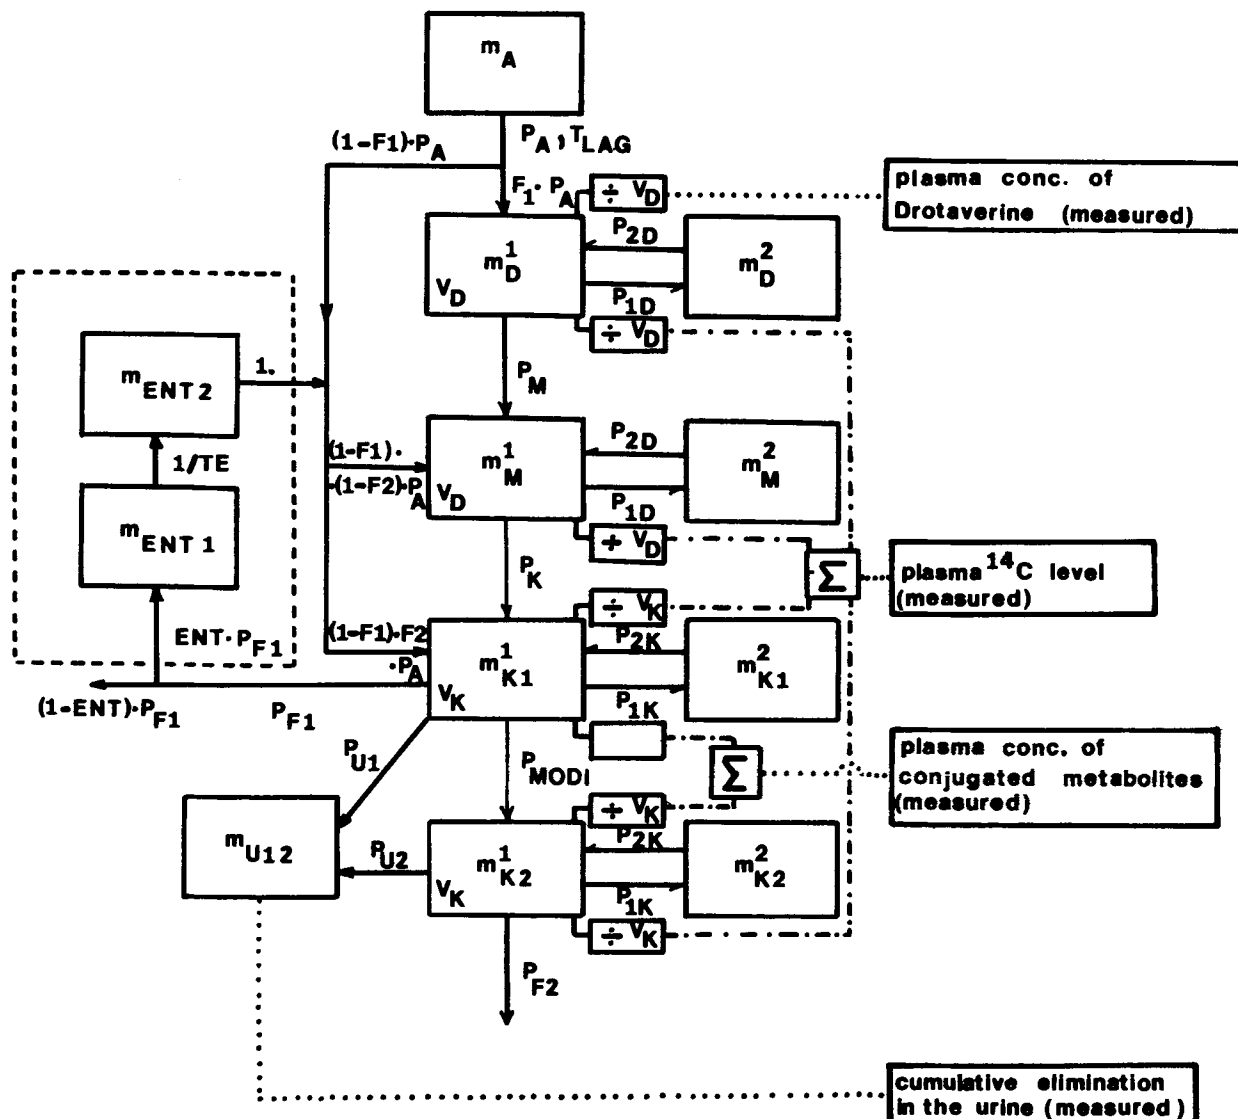 m_A
(1-F1)·P_A
P_A, T_LAG
F_1·P_A
÷ V_D
plasma conc. of
Drotaverine (measured)
m_D^1
V_D
P_2D
P_1D
m_D^2
÷ V_D
P_M
m_ENT2
1.
1/TE
m_ENT1
(1-F1)·
·(1-F2)·P_A
m_M^1
V_D
P_2D
P_1D
m_M^2
+ V_D
Σ
plasma ^14C level
(measured)
P_K
÷ V_K
ENT·P_F1
(1-F1)·F2
·P_A
m_K1^1
V_K
P_2K
P_1K
m_K1^2
(1-ENT)·P_F1
P_F1
P_U1
P_MODI
Σ
plasma conc. of
conjugated metabolites
(measured)
÷ V_K
m_U12
P_U2
m_K2^1
V_K
P_2K
P_1K
m_K2^2
÷ V_K
P_F2
cumulative elimination
in the urine (measured)